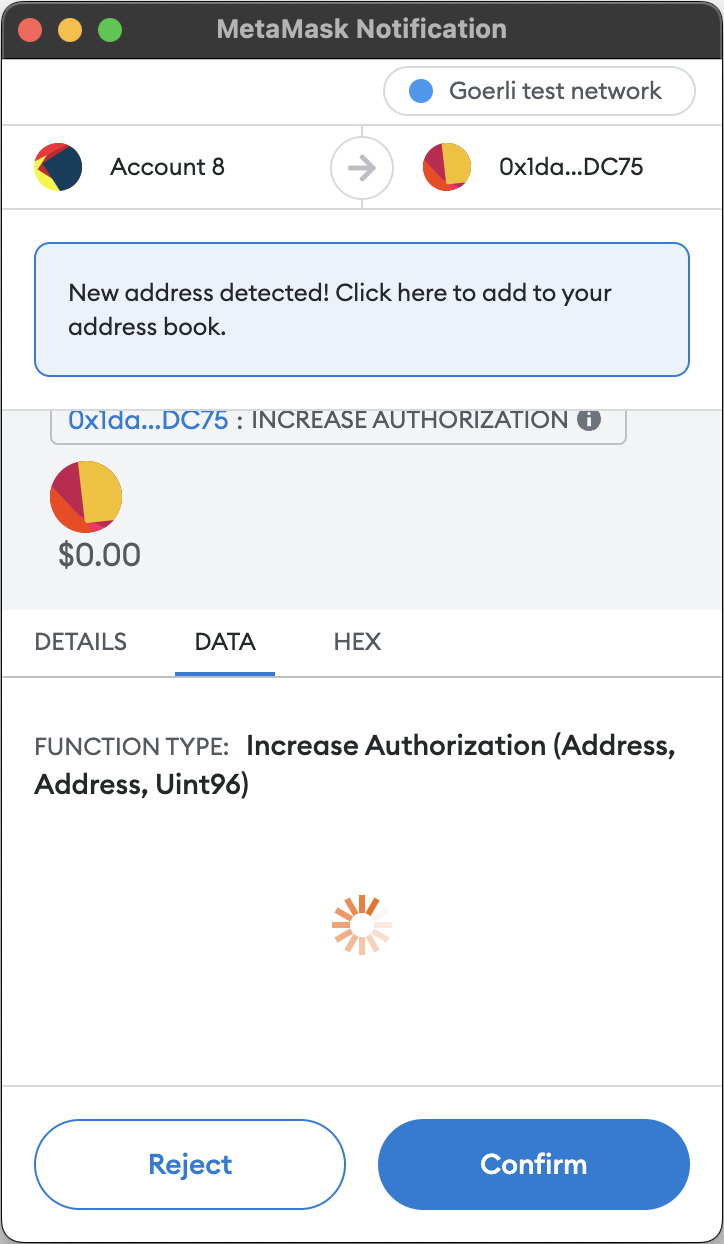 MetaMask Notification
Goerli test network
Account 8
0x1da...DC75
New address detected! Click here to add to your
address book.
0x1da...DC75 : INCREASE AUTHORIZATION
$0.00
DETAILS
DATA
HEX
FUNCTION TYPE: Increase Authorization (Address,
Address, Uint96)
Reject
Confirm